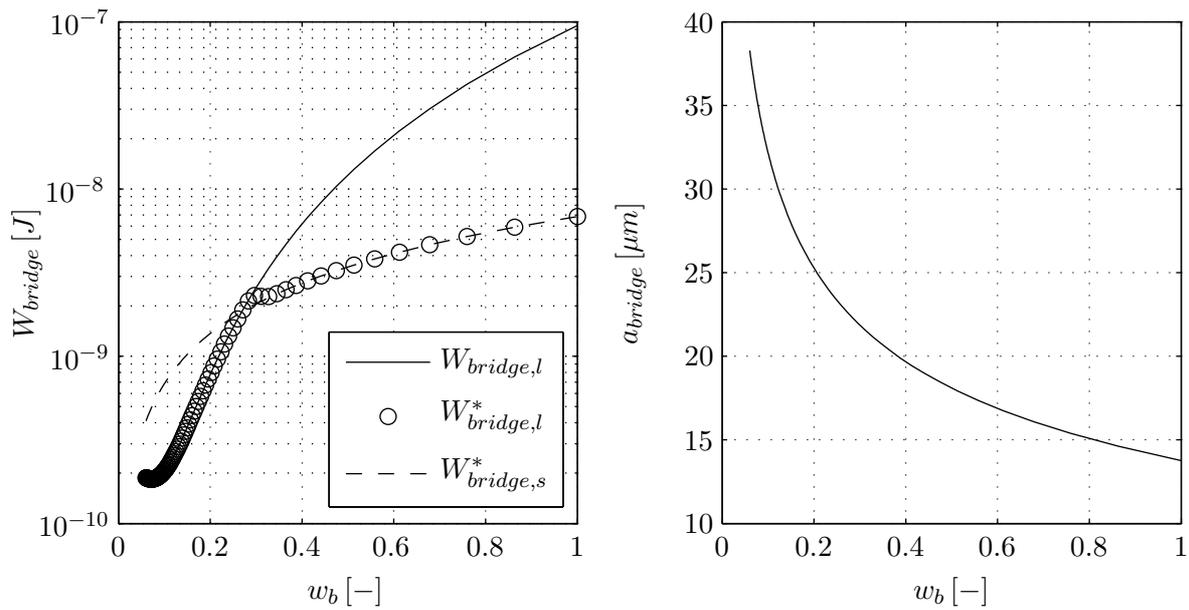 10^{-7}
10^{-8}
10^{-9}
10^{-10}
W_{bridge} [J]
W_{bridge,l}
W^*_{bridge,l}
W^*_{bridge,s}
0 0.2 0.4 0.6 0.8 1
w_b [−]
40
35
30
25
20
15
10
a_{bridge} [μm]
0 0.2 0.4 0.6 0.8 1
w_b [−]